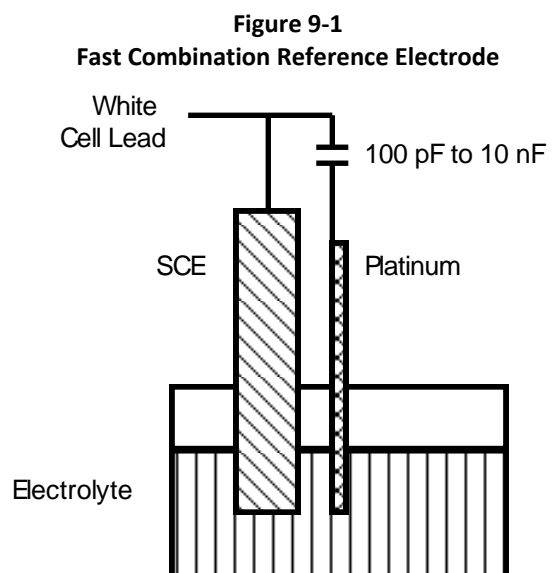 Figure 9-1
Fast Combination Reference Electrode
White
Cell Lead
100 pF to 10 nF
SCE
Platinum
Electrolyte